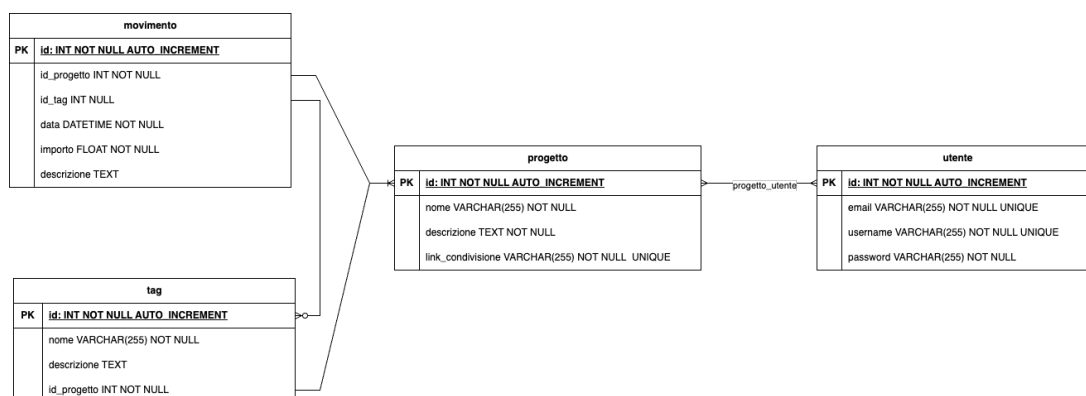 movimento
PK id: INT NOT NULL AUTO_INCREMENT
id_progetto INT NOT NULL
id_tag INT NULL
data DATETIME NOT NULL
importo FLOAT NOT NULL
descrizione TEXT
tag
PK id: INT NOT NULL AUTO_INCREMENT
nome VARCHAR(255) NOT NULL
descrizione TEXT
id_progetto INT NOT NULL
progetto
PK id: INT NOT NULL AUTO_INCREMENT
nome VARCHAR(255) NOT NULL
descrizione TEXT NOT NULL
link_condivisione VARCHAR(255) NOT NULL UNIQUE
progetto_utente
utente
PK id: INT NOT NULL AUTO_INCREMENT
email VARCHAR(255) NOT NULL UNIQUE
username VARCHAR(255) NOT NULL UNIQUE
password VARCHAR(255) NOT NULL